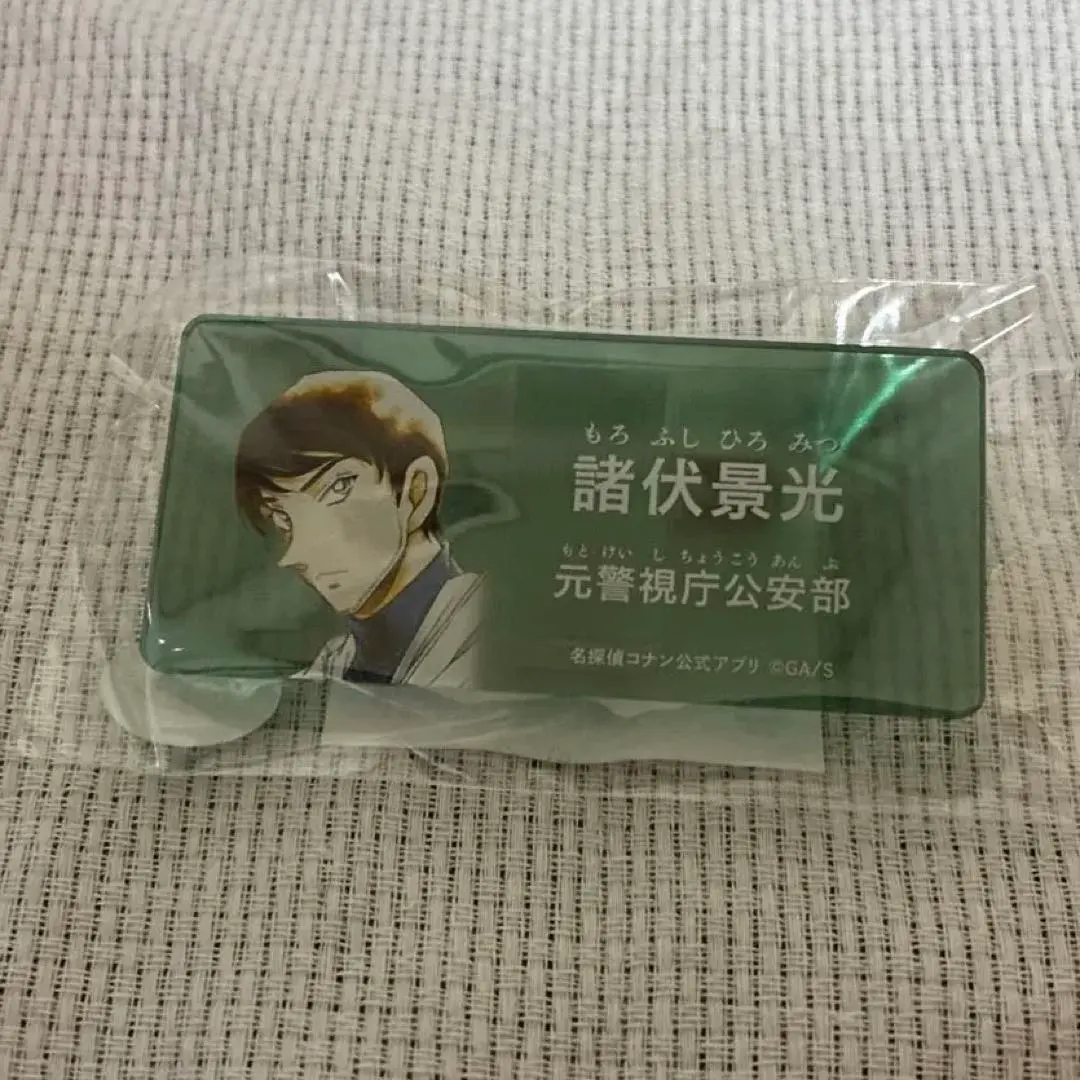 もろ ふし ひろ みつ
諸伏景光
もと けい し ちょう こう あん ぶ
元警視庁公安部
名探偵コナン公式アプリ ©GA/S